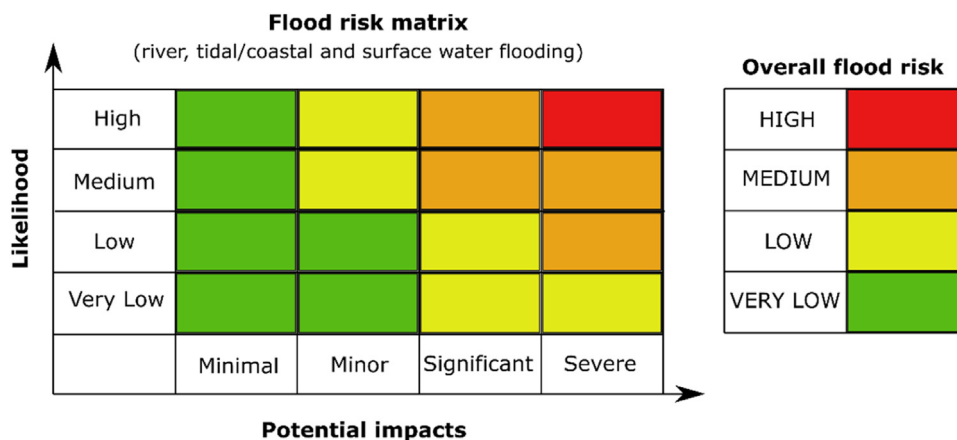 Flood risk matrix
(river, tidal/coastal and surface water flooding)
Likelihood
High
Medium
Low
Very Low
Minimal Minor Significant Severe
Potential impacts
Overall flood risk
HIGH
MEDIUM
LOW
VERY LOW